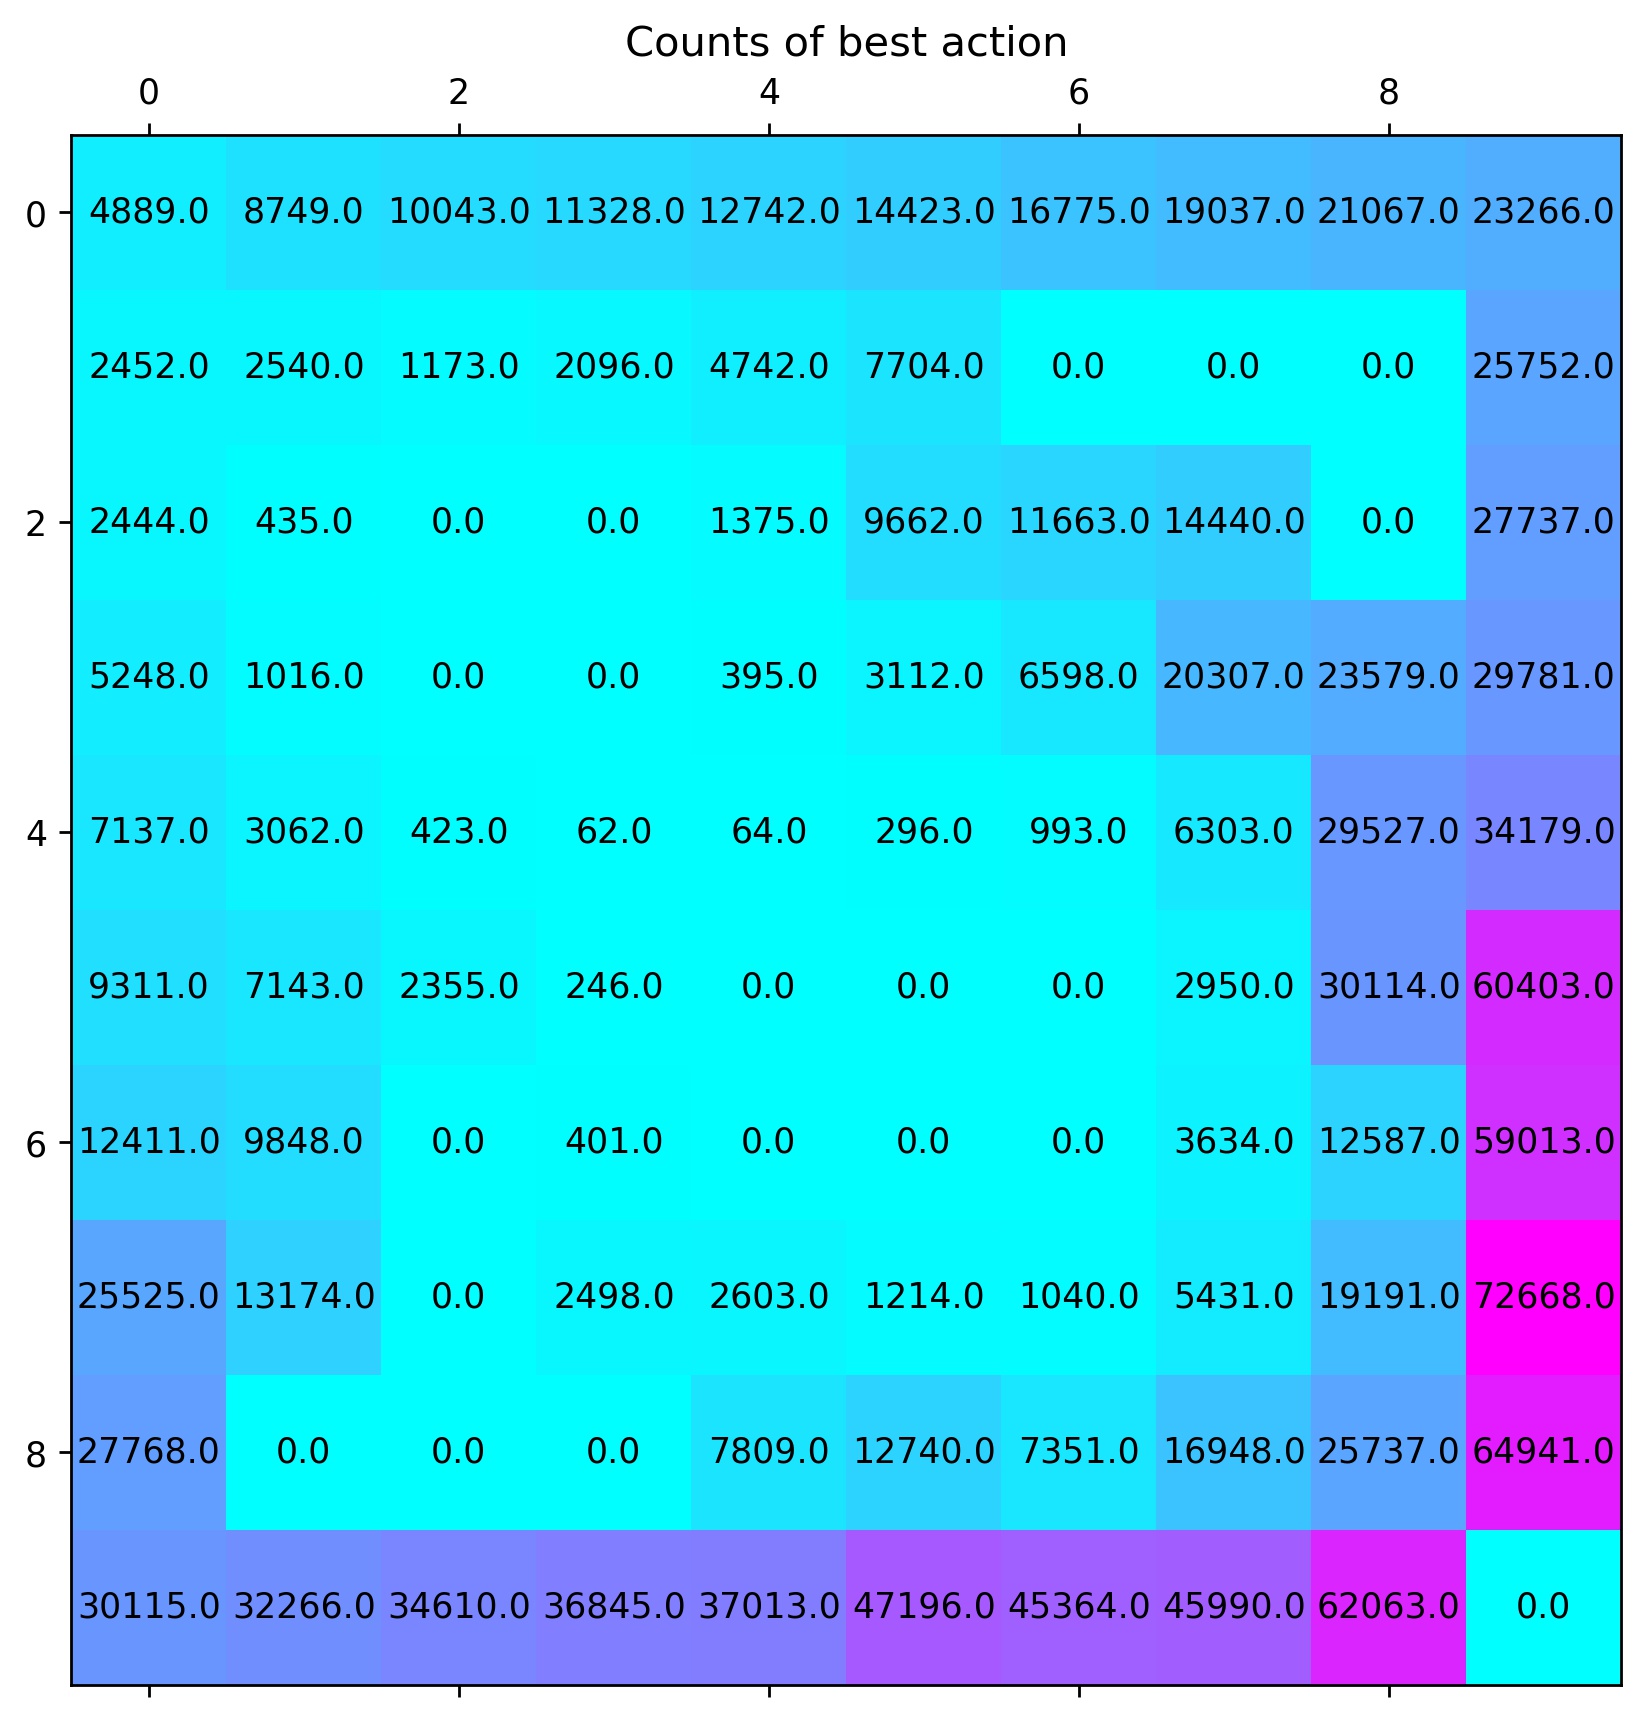 Counts of best action
0 2 4 6 8
0 4889.0 8749.0 10043.0 11328.0 12742.0 14423.0 16775.0 19037.0 21067.0 23266.0
2452.0 2540.0 1173.0 2096.0 4742.0 7704.0 0.0 0.0 0.0 25752.0
2 2444.0 435.0 0.0 0.0 1375.0 9662.0 11663.0 14440.0 0.0 27737.0
5248.0 1016.0 0.0 0.0 395.0 3112.0 6598.0 20307.0 23579.0 29781.0
4 7137.0 3062.0 423.0 62.0 64.0 296.0 993.0 6303.0 29527.0 34179.0
9311.0 7143.0 2355.0 246.0 0.0 0.0 0.0 2950.0 30114.0 60403.0
6 12411.0 9848.0 0.0 401.0 0.0 0.0 0.0 3634.0 12587.0 59013.0
25525.0 13174.0 0.0 2498.0 2603.0 1214.0 1040.0 5431.0 19191.0 72668.0
8 27768.0 0.0 0.0 0.0 7809.0 12740.0 7351.0 16948.0 25737.0 64941.0
30115.0 32266.0 34610.0 36845.0 37013.0 47196.0 45364.0 45990.0 62063.0 0.0